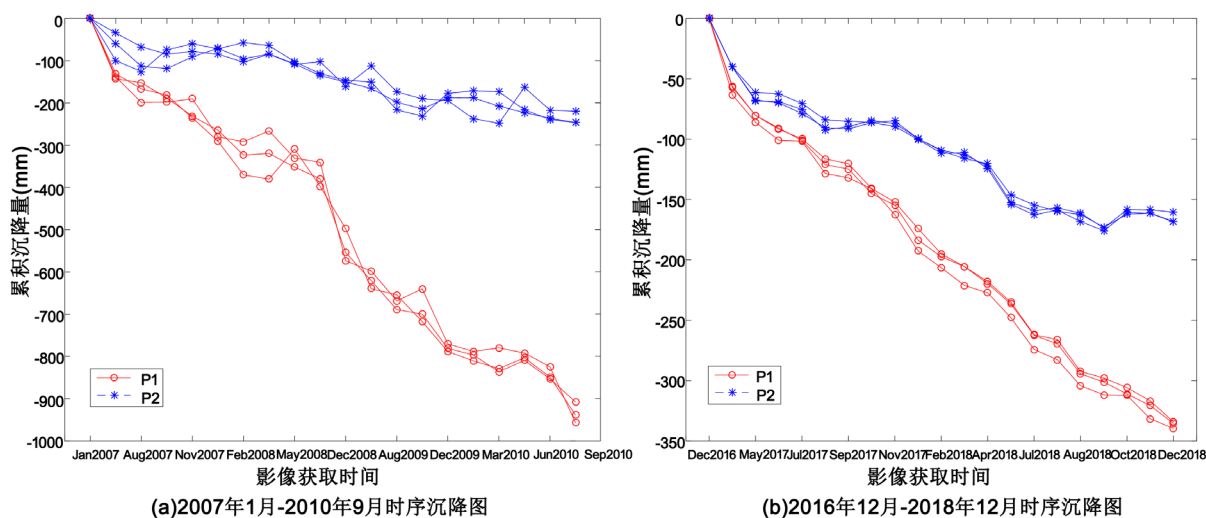 0
-100
-200
-300
-400
-500
-600
-700
-800
-900
-1000
累积沉降量(mm)
P1
P2
Jan2007 Aug2007 Nov2007 Feb2008 May2008 Dec2008 Aug2009 Dec2009 Mar2010 Jun2010 Sep2010
影像获取时间
(a)2007年1月-2010年9月时序沉降图
0
-50
-100
-150
-200
-250
-300
-350
累积沉降量(mm)
P1
P2
Dec2016 May2017 Jul2017 Sep2017 Nov2017 Feb2018 Apr2018 Jul2018 Aug2018 Oct2018 Dec2018
影像获取时间
(b)2016年12月-2018年12月时序沉降图